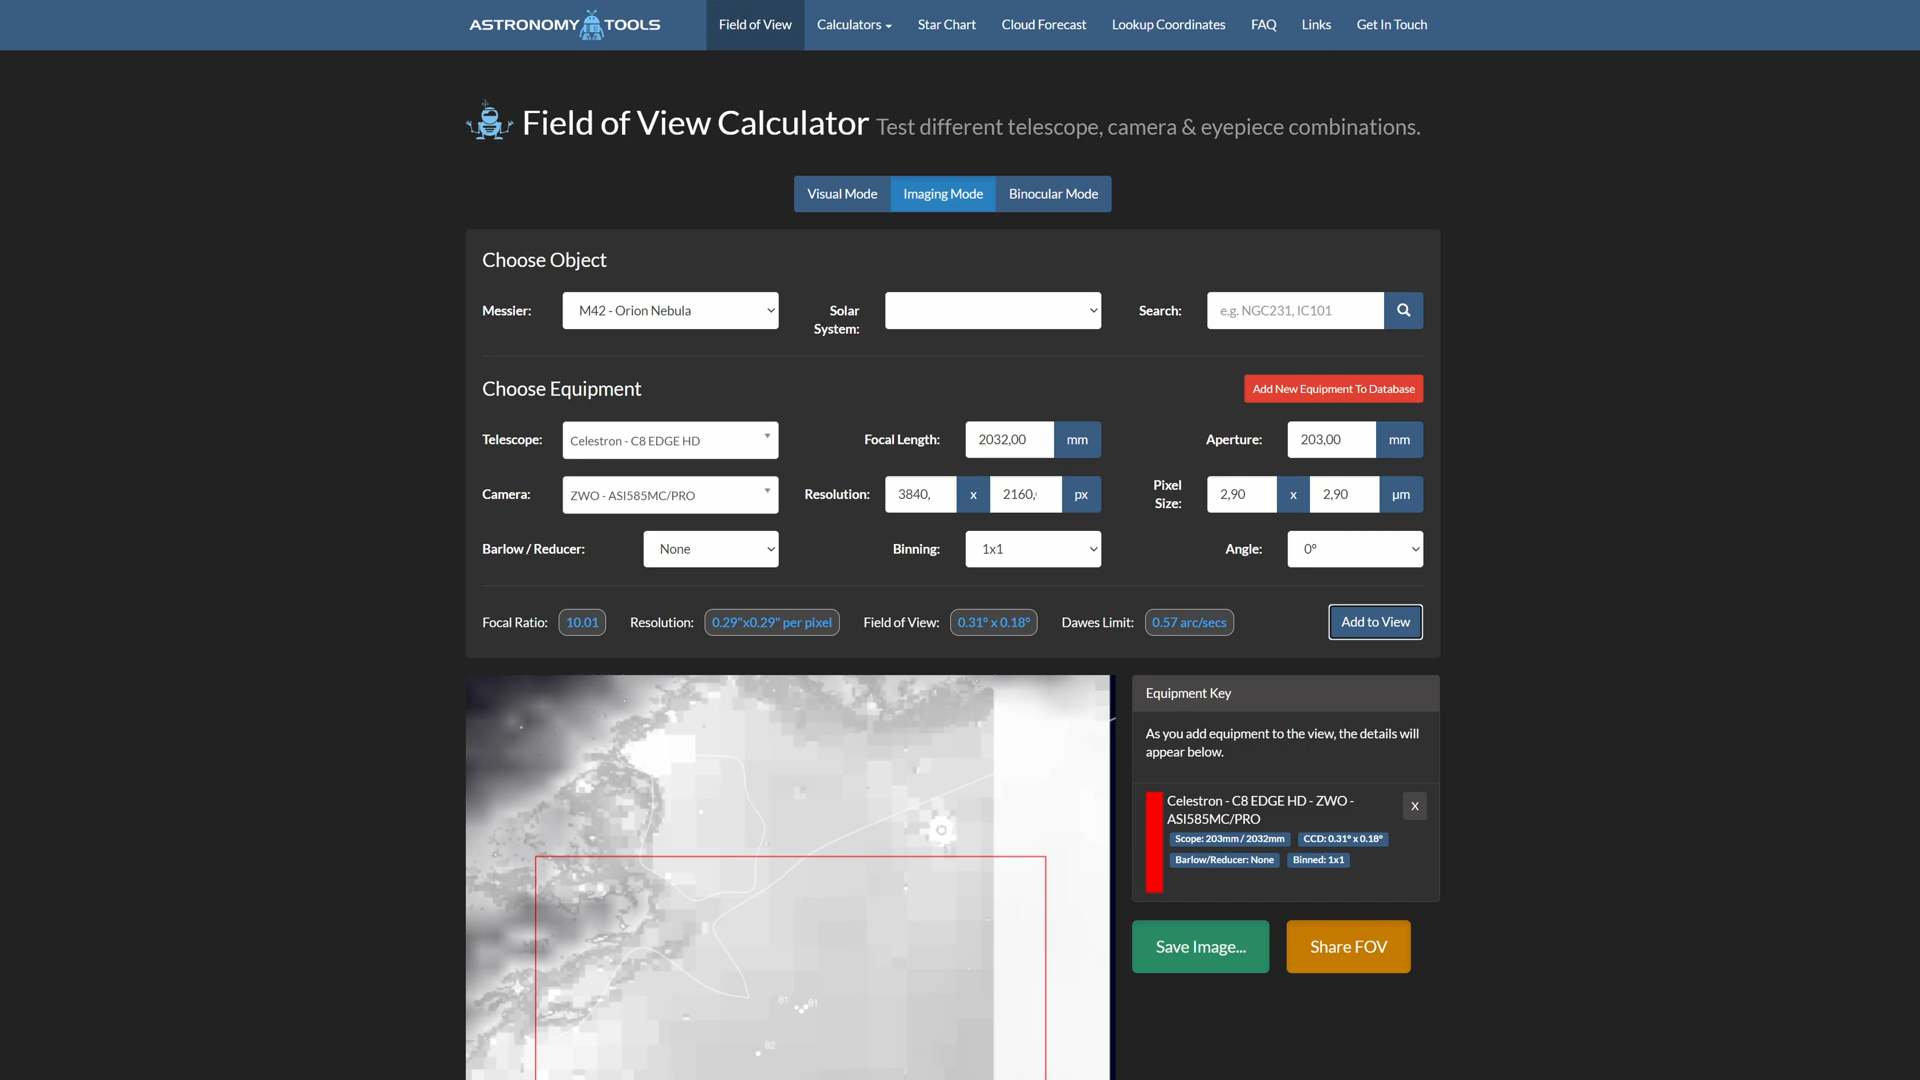 ASTRONOMY TOOLS
Field of View
Calculators
Star Chart
Cloud Forecast
Lookup Coordinates
FAQ
Links
Get In Touch
Field of View Calculator Test different telescope, camera & eyepiece combinations.
Visual Mode
Imaging Mode
Binocular Mode
Choose Object
Messier:
M42 - Orion Nebula
Solar
System:
Search:
e.g. NGC231, IC101
Choose Equipment
Add New Equipment To Database
Telescope:
Celestron - C8 EDGE HD
Focal Length:
2032,00
mm
Aperture:
203,00
mm
Camera:
ZWO - ASI585MC/PRO
Resolution:
3840,
x
2160,
px
Pixel
Size:
2,90
x
2,90
µm
Barlow / Reducer:
None
Binning:
1x1
Angle:
0°
Focal Ratio:
10.01
Resolution:
0.29"x0.29" per pixel
Field of View:
0.31° x 0.18°
Dawes Limit:
0.57 arc/secs
Add to View
Equipment Key
As you add equipment to the view, the details will
appear below.
Celestron - C8 EDGE HD - ZWO -
ASI585MC/PRO
X
Scope: 203mm / 2032mm
CCD: 0.31° x 0.18°
Barlow/Reducer: None
Binned: 1x1
Save Image...
Share FOV
θ1
θ1
θ2